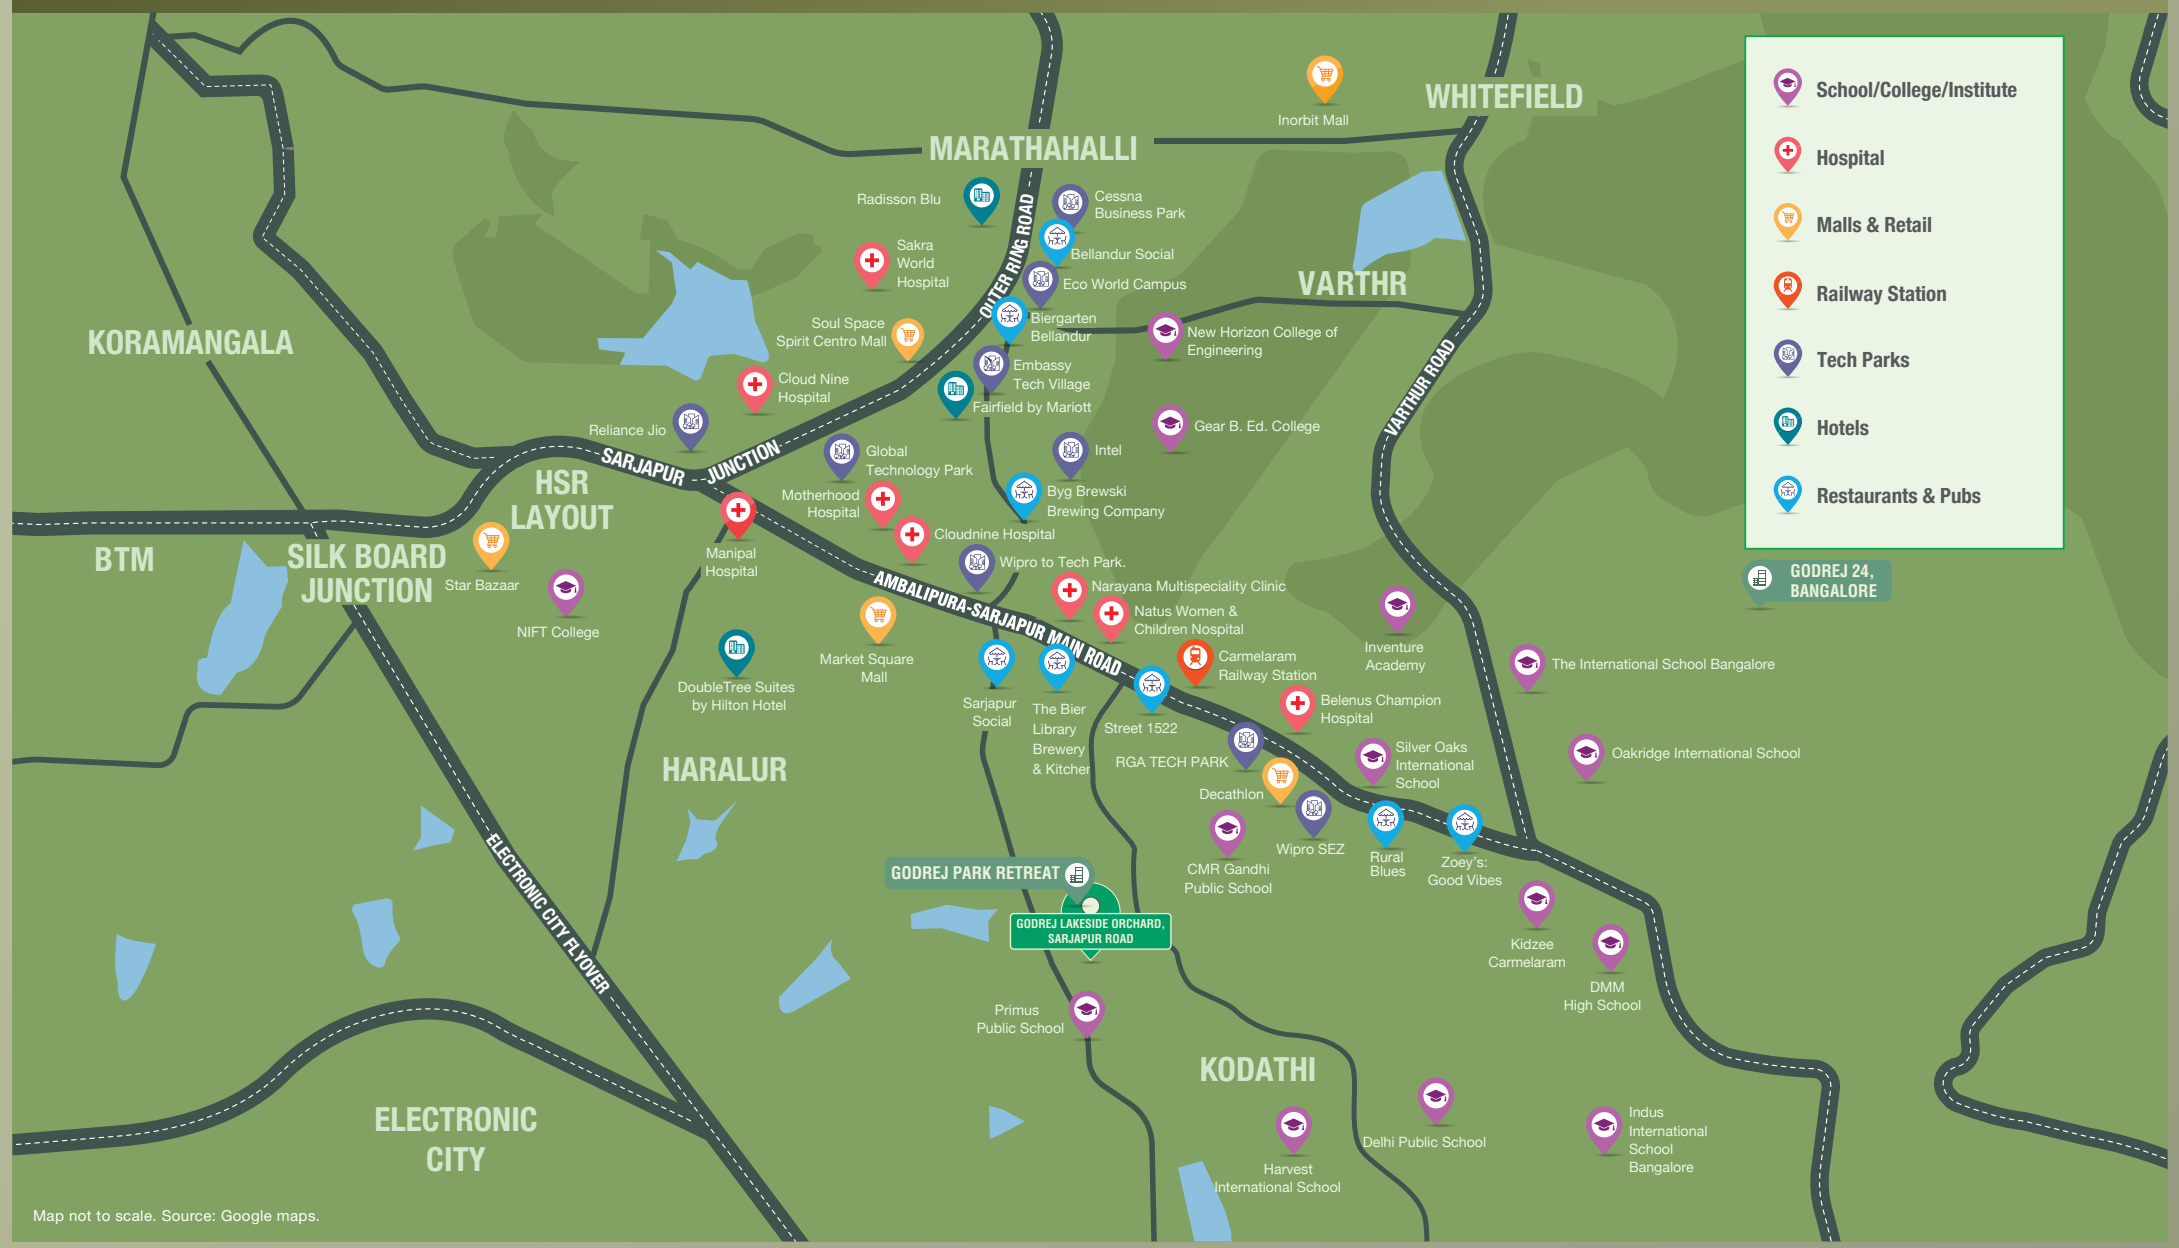 WHITEFIELD
Inorbit Mall
MARATHAHALLI
School/College/Institute
Hospital
Malls & Retail
Railway Station
Tech Parks
Hotels
Restaurants & Pubs
GODREJ 24,
BANGALORE
Radisson Blu
Cessna
Business Park
Sakra
World
Hospital
OUTER RING ROAD
Bellandur Social
Eco World Campus
VARTHR
Soul Space
Spirit Centro Mall
Biergarten
Bellandur
New Horizon College of
Engineering
KORAMANGALA
Cloud Nine
Hospital
Embassy
Tech Village
Fairfield by Mariott
VARTHUR ROAD
Reliance Jio
SARJAPUR JUNCTION
Global
Technology Park
Intel
Gear B. Ed. College
HSR
LAYOUT
Motherhood
Hospital
Byg Brewski
Brewing Company
BTM
SILK BOARD
JUNCTION
Star Bazaar
NIFT College
Manipal
Hospital
Cloudnine Hospital
Wipro to Tech Park.
AMBALIPURA-SARJAPUR MAIN ROAD
Narayana Multispeciality Clinic
Natus Women &
Children Nospital
Inventure
Academy
The International School Bangalore
Market Square
Mall
DoubleTree Suites
by Hilton Hotel
Carmelaram
Railway Station
Sarjapur
Social
The Bier
Library
Brewery
& Kitchen
Street 1522
Belenus Champion
Hospital
RGA TECH PARK
Silver Oaks
International
School
Oakridge International School
HARALUR
Decathlon
Wipro SEZ
Rural
Blues
Zoey's:
Good Vibes
CMR Gandhi
Public School
ELECTRONIC CITY FLYOVER
GODREJ PARK RETREAT
GODREJ LAKESIDE ORCHARD,
SARJAPUR ROAD
Kidzee
Carmelaram
DMM
High School
Primus
Public School
KODATHI
ELECTRONIC
CITY
Delhi Public School
Harvest
International School
Indus
International
School
Bangalore
Map not to scale. Source: Google maps.